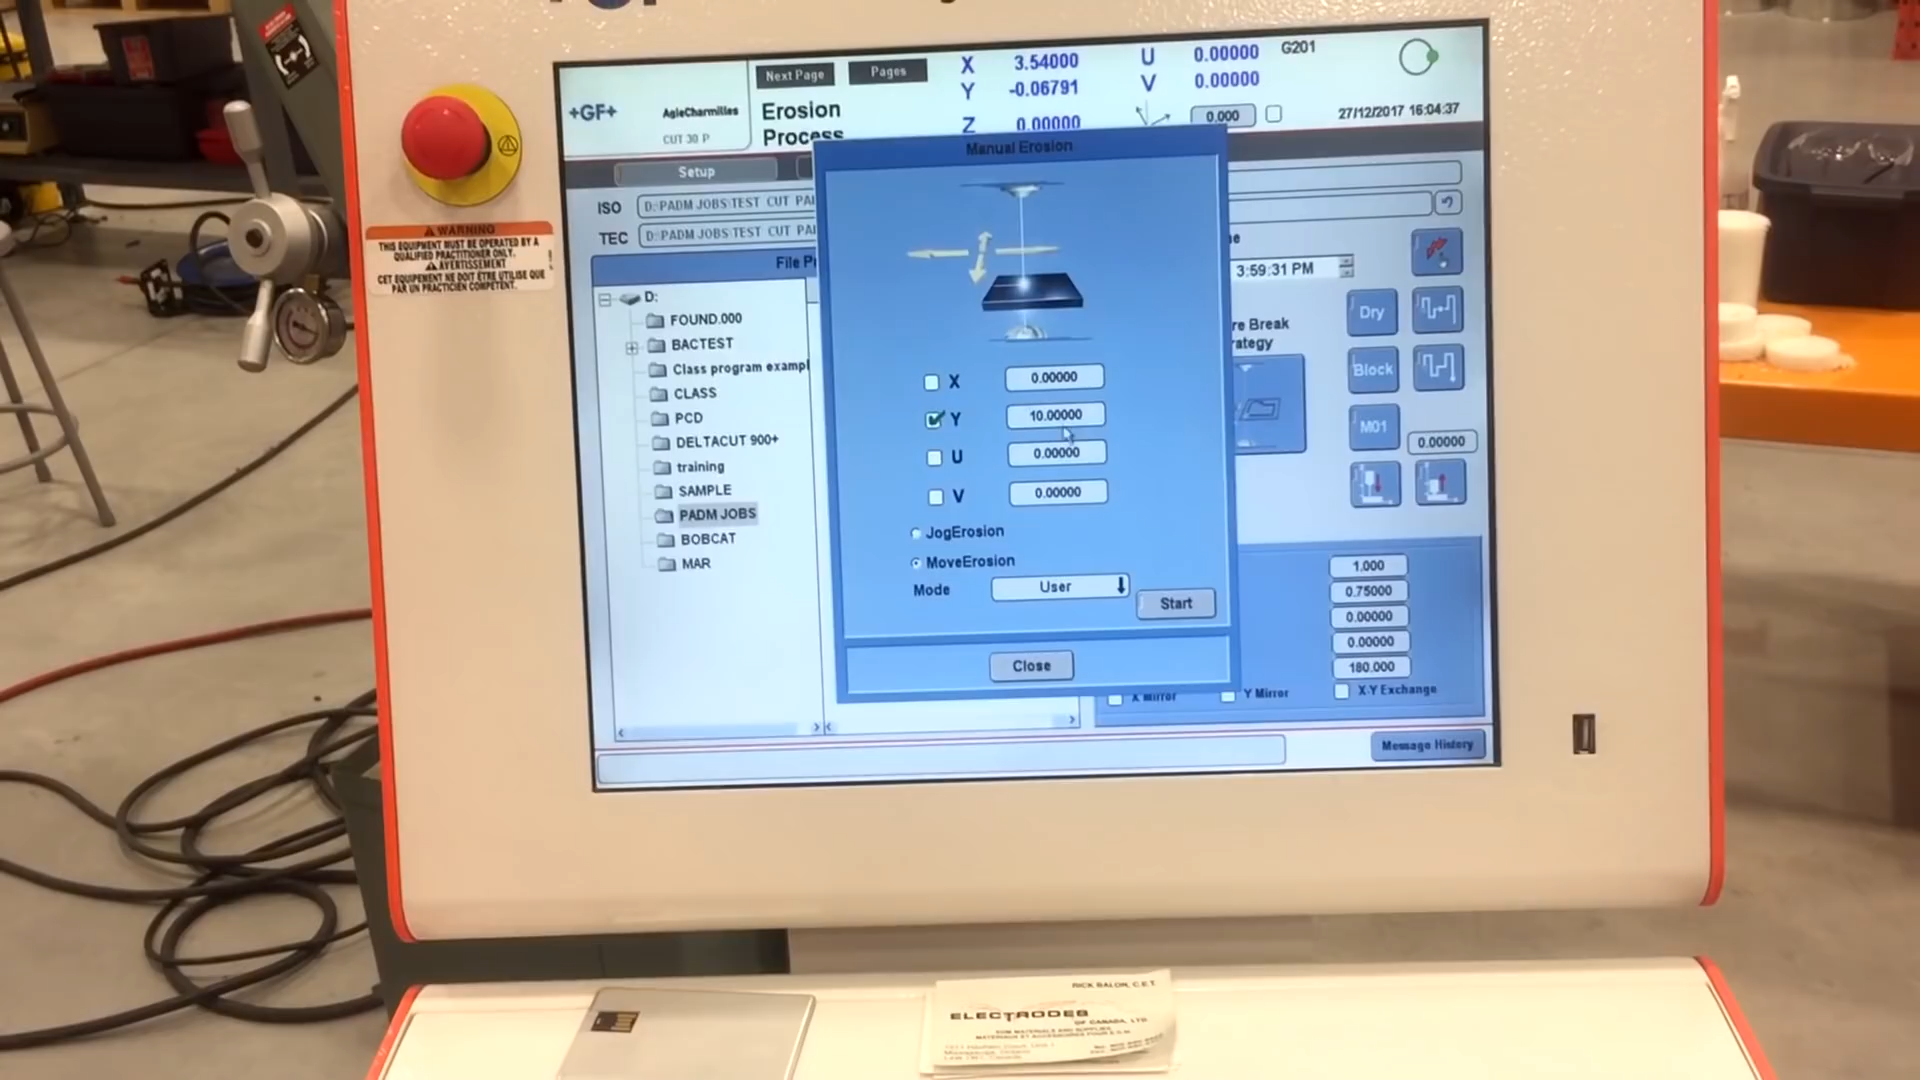 Next Page
Pages
X 3.54000
U 0.00000
G201
Y -0.06791
V 0.00000
+GF+
AgieCharmilles
CUT 30 P
Erosion
Process
Z 0.00000
0.000
27/12/2017 16:04:37
Manual Erosion
Setup
ISO D:\PADM JOBS\TEST CUT PA
TEC D:\PADM JOBS\TEST CUT PA
File P
3:59:31 PM
D:
FOUND.000
BACTEST
Class program exampl
CLASS
PCD
DELTACUT 900+
training
SAMPLE
PADM JOBS
BOBCAT
MAR
X 0.00000
Y 10.00000
U 0.00000
V 0.00000
JogErosion
MoveErosion
Mode User
Start
Close
re Break
rategy
Dry
Block
M01
0.00000
1.000
0.75000
0.00000
0.00000
180.000
X Mirror
Y Mirror
X-Y Exchange
Message History
WARNING
THIS EQUIPMENT MUST BE OPERATED BY A
QUALIFIED PRACTITIONER ONLY.
AVERTISSEMENT
CET EQUIPEMENT NE DOIT ÊTRE UTILISE QUE
PAR UN PRACTICIEN COMPETENT.
RICK BALON, C.E.T.
ELECTRODES
OF CANADA, LTD.